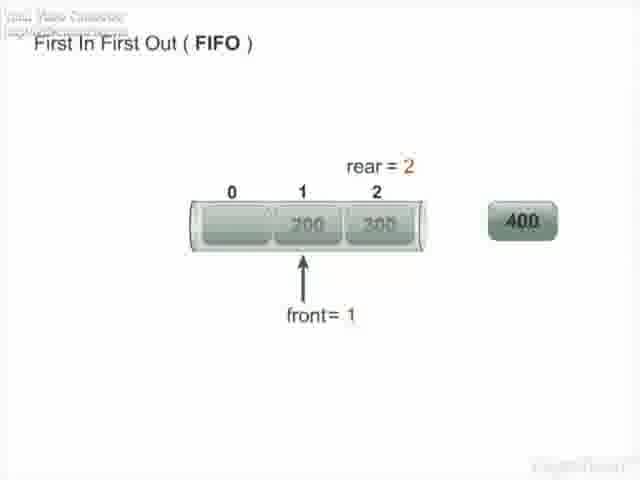 First In First Out ( FIFO )
rear = 2
0 1 2
200 300 400
front= 1